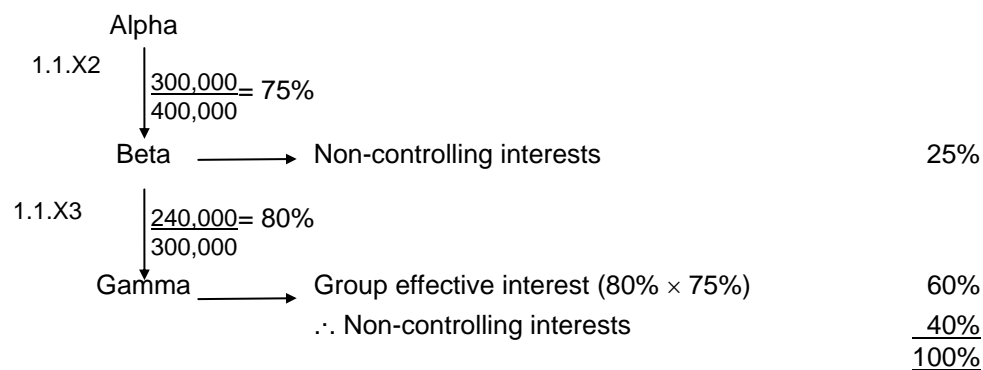 Alpha
1.1.X2
300,000 = 75%
400,000
Beta Non-controlling interests 25%
1.1.X3
240,000 = 80%
300,000
Gamma Group effective interest (80% × 75%) 60%
∴ Non-controlling interests 40%
100%